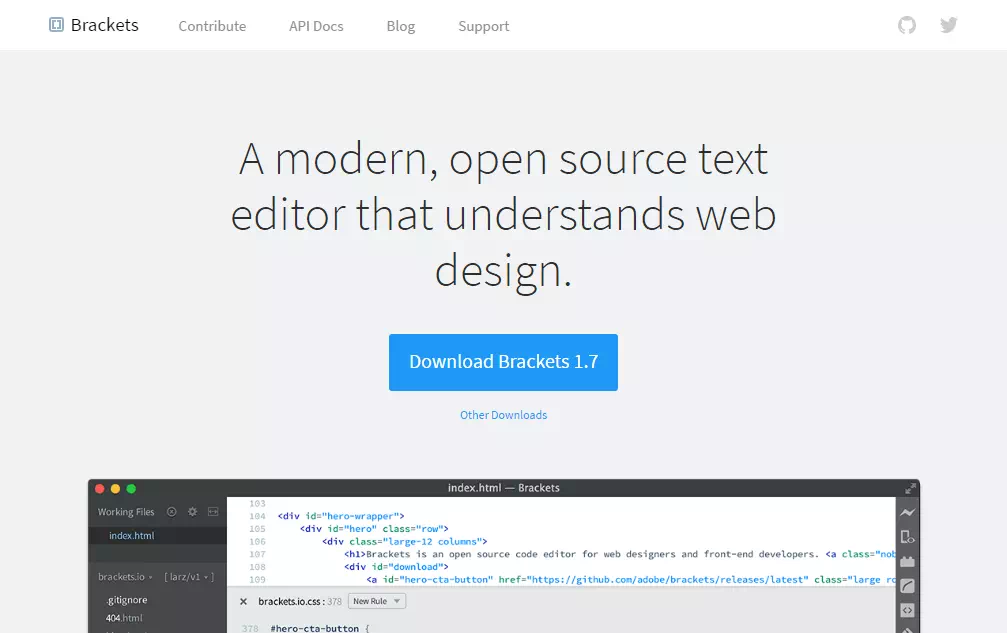 Brackets
Contribute
API Docs
Blog
Support
A modern, open source text
editor that understands web
design.
Download Brackets 1.7
Other Downloads
index.html — Brackets
Working Files
index.html
brackets.io
[ larz/v1 ]
.gitignore
404.html
103
104 <div id="hero-wrapper">
105 <div id="hero" class="row">
106 <div class="large-12 columns">
107 <h1>Brackets is an open source code editor for web designers and front-end developers. <a class="nob
108 <div id="download">
109 <a id="hero-cta-button" href="https://github.com/adobe/brackets/releases/latest" class="large ro
× brackets.io.css : 378 New Rule
378 #hero-cta-button {